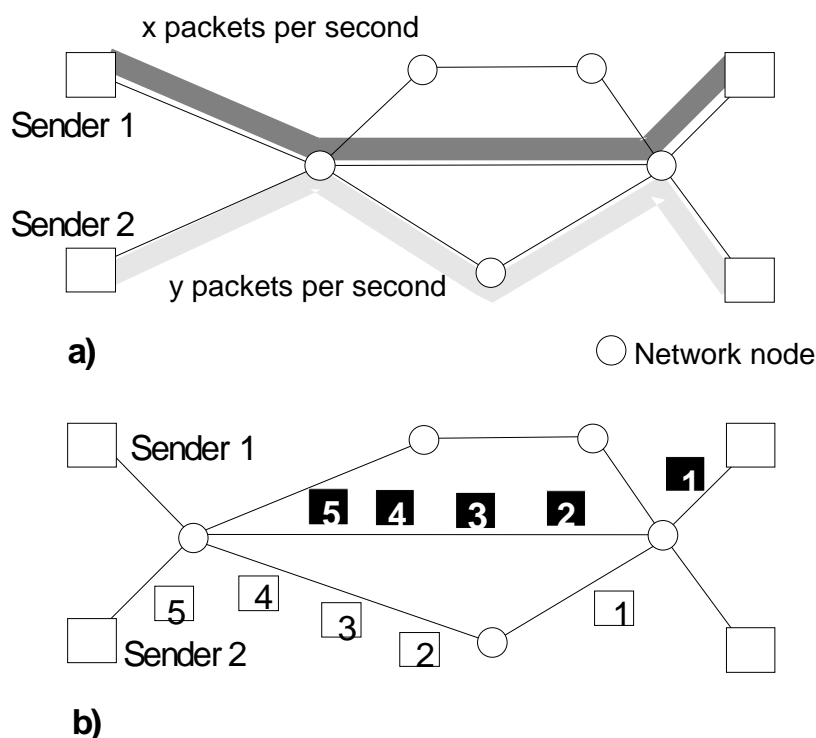 x packets per second
Sender 1
Sender 2
y packets per second
a)
Network node
Sender 1
1
5 4 3 2
5 4 3 2 1
Sender 2
b)